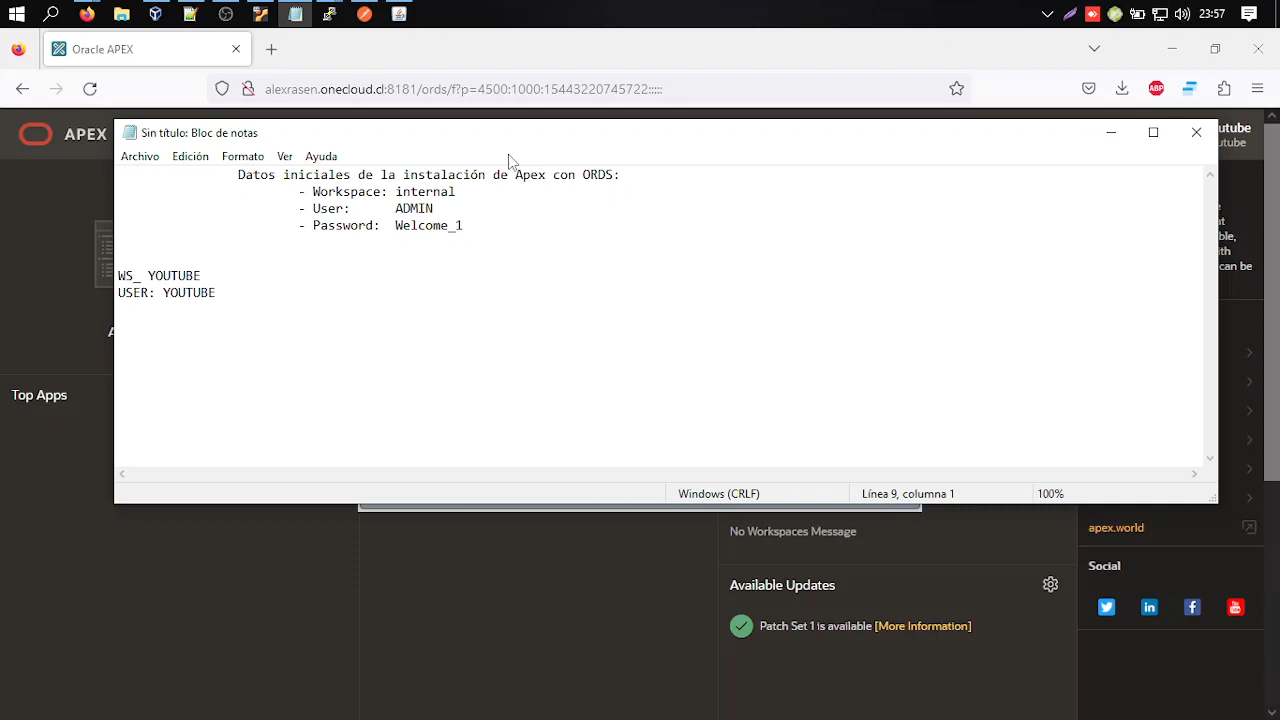 23:57
Oracle APEX
alexrasen.onecloud.cl:8181/ords/f?p=4500:1000:15443220745722:::::
ABP
APEX
Sin título: Bloc de notas
Archivo Edición Formato Ver Ayuda
Datos iniciales de la instalación de Apex con ORDS:
- Workspace: internal
- User: ADMIN
- Password: Welcome_1
WS_ YOUTUBE
USER: YOUTUBE
Windows (CRLF) Línea 9, columna 1 100%
Top Apps
can be
No Workspaces Message
apex.world
Available Updates
Social
Patch Set 1 is available [More Information]